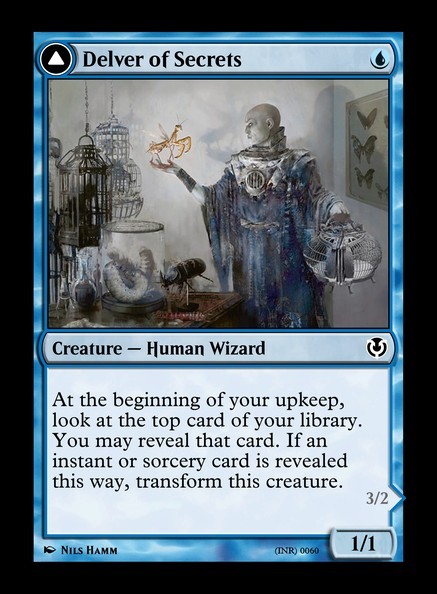 Delver of Secrets
Creature — Human Wizard
At the beginning of your upkeep,
look at the top card of your library.
You may reveal that card. If an
instant or sorcery card is revealed
this way, transform this creature.
3/2
1/1
Nils Hamm
(INR) 0060